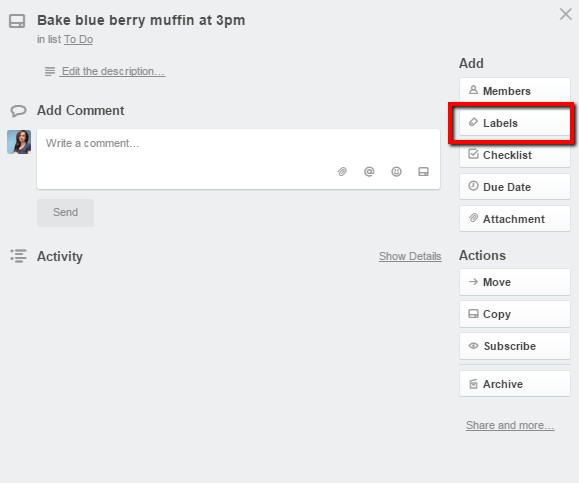 Bake blue berry muffin at 3pm
in list To Do
Edit the description…
Add Comment
Write a comment…
Send
Activity
Show Details
Add
Members
Labels
Checklist
Due Date
Attachment
Actions
Move
Copy
Subscribe
Archive
Share and more…